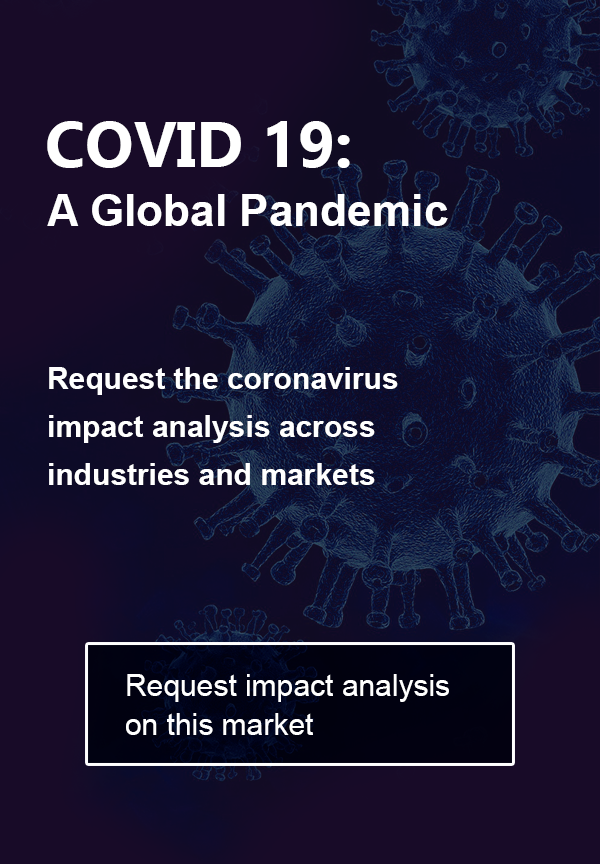 COVID 19:
A Global Pandemic
Request the coronavirus
impact analysis across
industries and markets
Request impact analysis
on this market